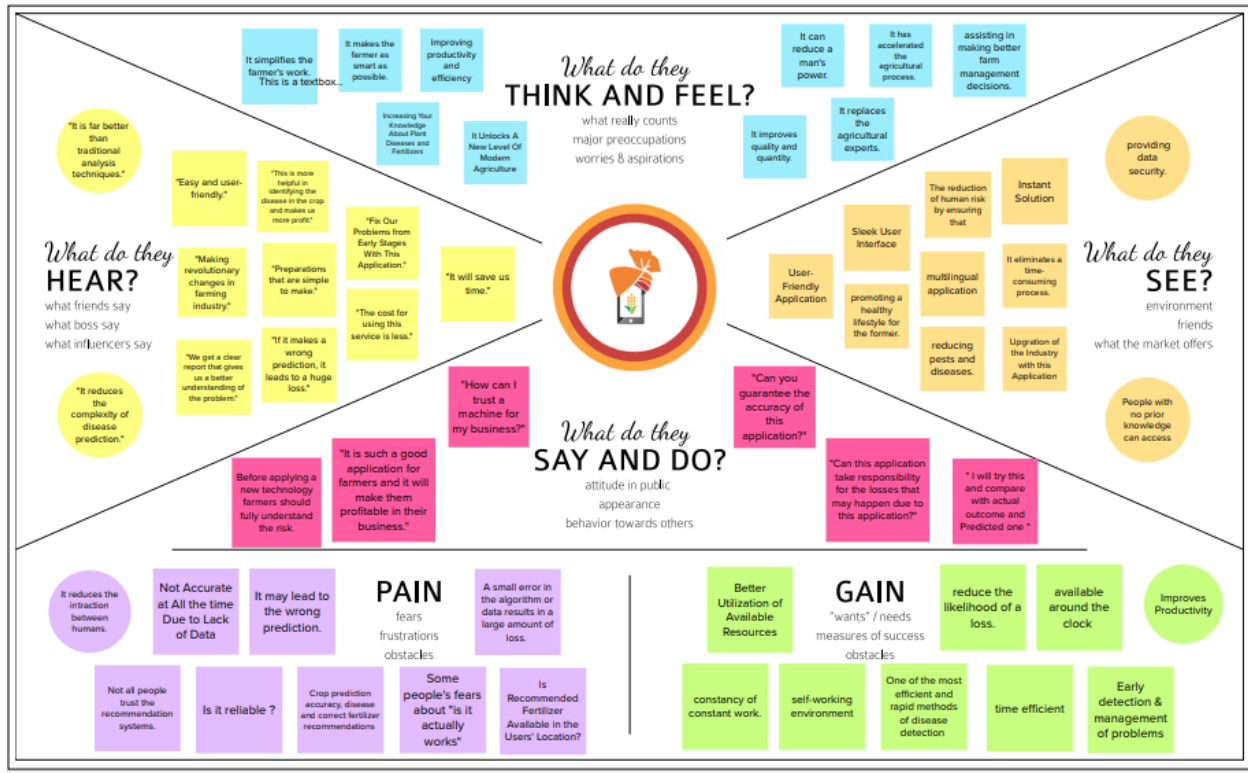 It simplifies the
farmer's work.
This is a textbox...
It makes the
farmer as
smart as
possible.
Improving
productivity
and
efficiency
Increasing Your
Knowledge
About Plant
Diseases and
Fertilizers
It Unlocks A
New Level Of
Modern
Agriculture
What do they
THINK AND FEEL?
what really counts
major preoccupations
worries & aspirations
It can
reduce a
man's
power.
It has
accelerated
the
agricultural
process.
assisting in
making better
farm
management
decisions.
It improves
quality and
quantity.
It replaces
the
agricultural
experts.
"It is far better
than
traditional
analysis
techniques."
"Easy and user-
friendly."
"This is more
helpful in
identifying the
disease in the crop
and makes us
more profit."
"Fix Our
Problems from
Early Stages
With This
Application."
"It will save us
time."
What do they
HEAR?
what friends say
what boss say
what influencers say
"Making
revolutionary
changes in
farming
industry."
"Preparations
that are simple
to make."
"The cost for
using this
service is less."
"We get a clear
report that gives
us a better
understanding of
the problem."
"If it makes a
wrong
prediction, it
leads to a huge
loss."
"It reduces
the
complexity of
disease
prediction."
providing
data
security.
Instant
Solution
The reduction
of human risk
by ensuring
that
Sleek User
Interface
User-
Friendly
Application
multilingual
application
It eliminates a
time-
consuming
process.
promoting a
healthy
lifestyle for
the former.
reducing
pests and
diseases.
Upgration of
the Industry
with this
Application
What do they
SEE?
environment
friends
what the market offers
People with
no prior
knowledge
can access
"How can I
trust a
machine for
my business?"
"Can you
guarantee the
accuracy of
this
application?"
What do they
SAY AND DO?
attitude in public
appearance
behavior towards others
Before applying a
new technology
farmers should
fully understand
the risk.
"It is such a good
application for
farmers and it will
make them
profitable in their
business."
"Can this application
take responsibility
for the losses that
may happen due to
this application?"
" I will try this
and compare
with actual
outcome and
Predicted one "
It reduces the
intraction
between
humans.
Not Accurate
at All the time
Due to Lack
of Data
It may lead to
the wrong
prediction.
PAIN
fears
frustrations
obstacles
A small error in
the algorithm or
data results in a
large amount of
loss.
Not all people
trust the
recommendation
systems.
Is it reliable ?
Crop prediction
accuracy, disease
and correct fertilizer
recommendations
Some
people's fears
about "is it
actually
works"
Is
Recommended
Fertilizer
Available in the
Users' Location?
Better
Utilization of
Available
Resources
GAIN
"wants" / needs
measures of success
obstacles
reduce the
likelihood of a
loss.
available
around the
clock
Improves
Productivity
constancy of
constant work.
self-working
environment
One of the most
efficient and
rapid methods
of disease
detection
time efficient
Early
detection &
management
of problems